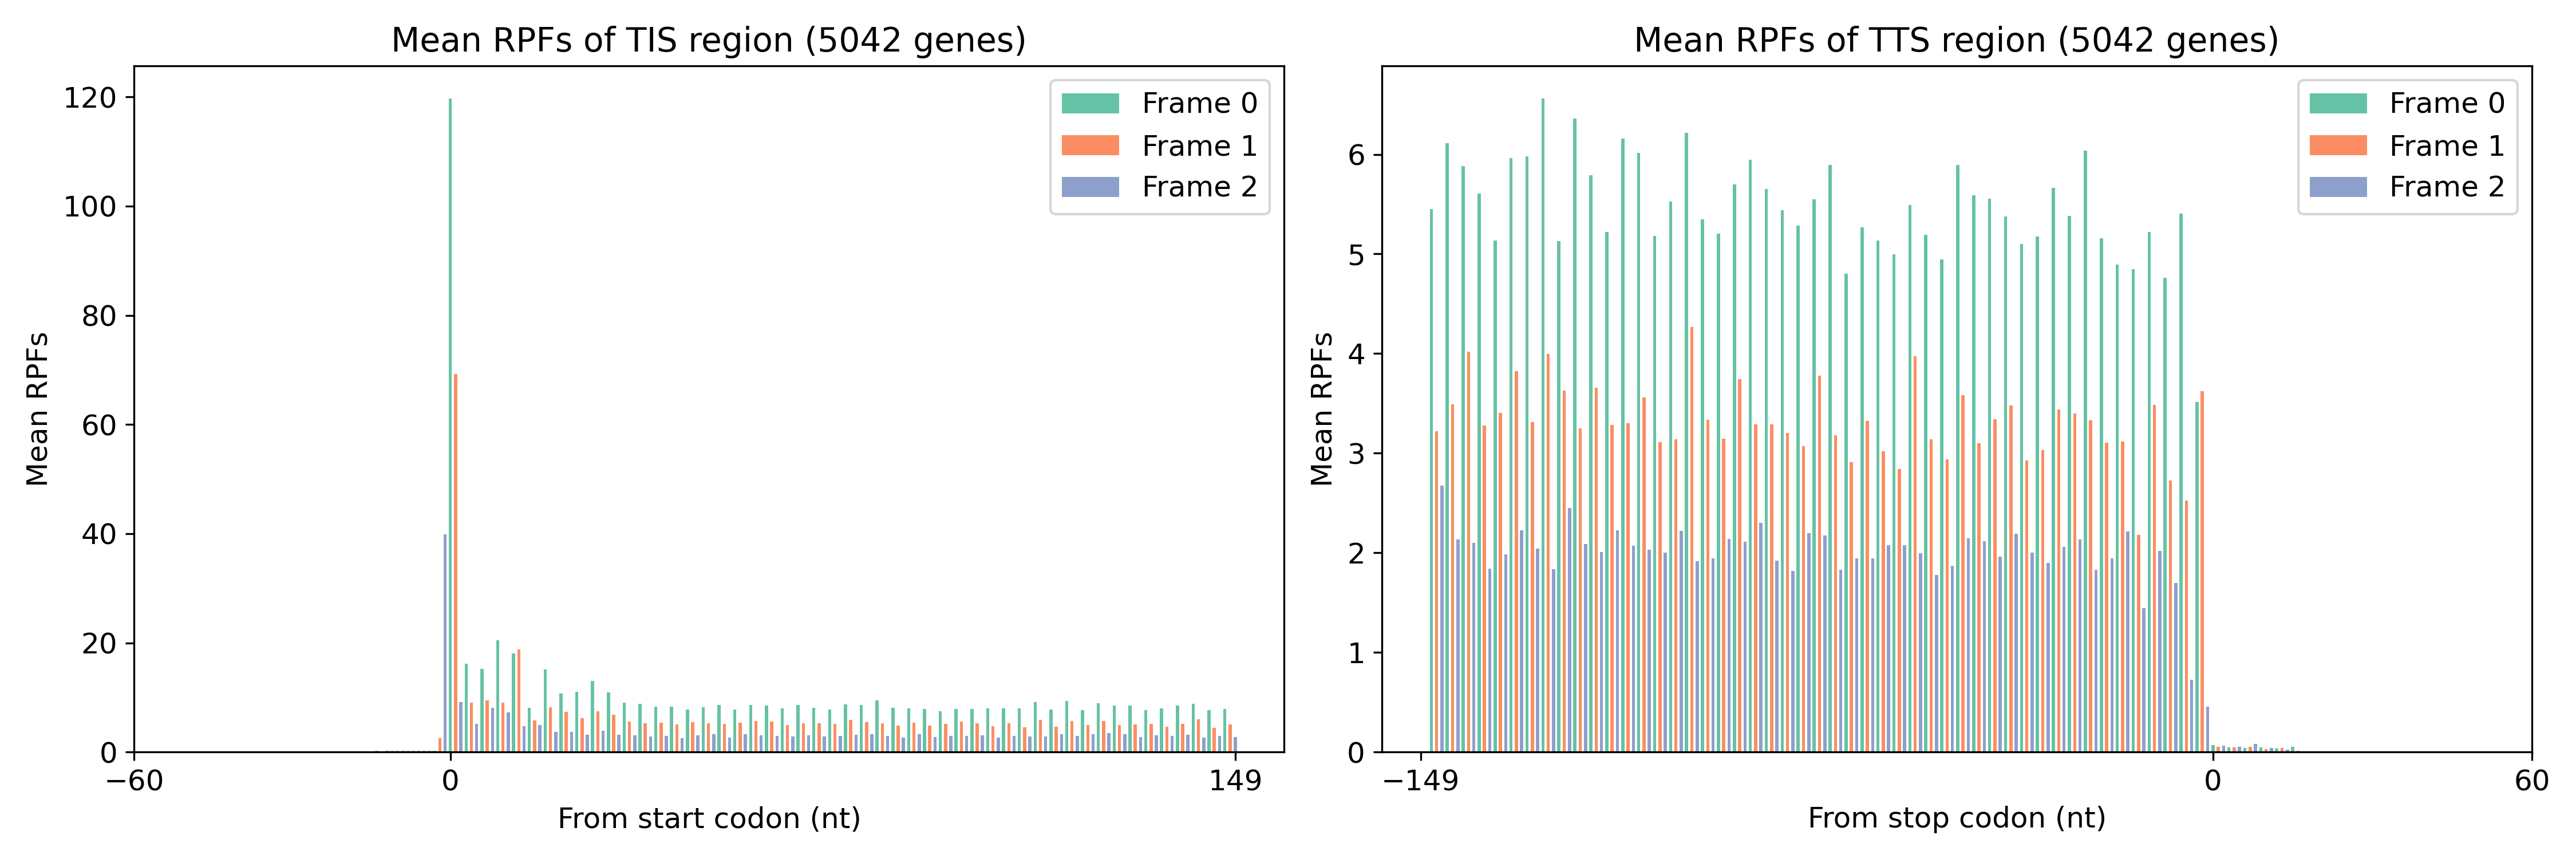 Mean RPFs of TIS region (5042 genes)
120
100
80
60
40
20
0
Mean RPFs
−60
0
149
From start codon (nt)
Frame 0
Frame 1
Frame 2
Mean RPFs of TTS region (5042 genes)
6
5
4
3
2
1
0
Mean RPFs
−149
0
60
From stop codon (nt)
Frame 0
Frame 1
Frame 2